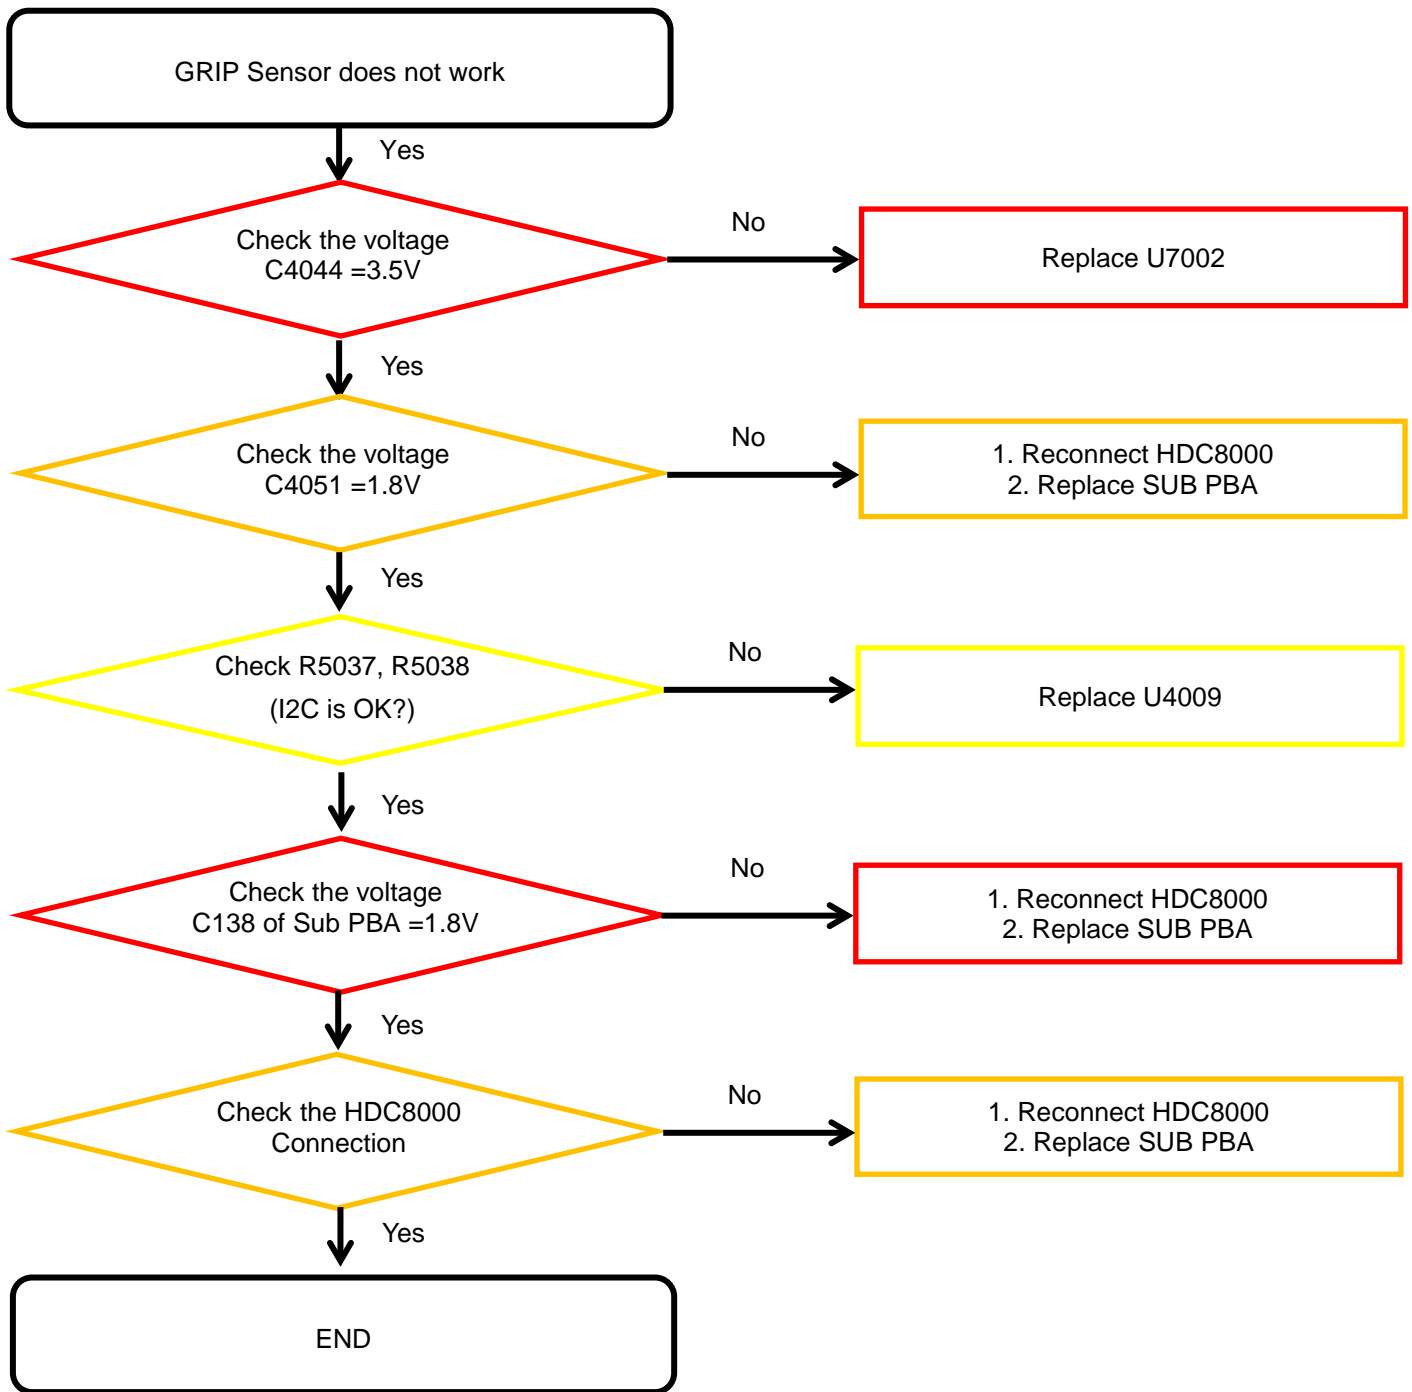 GRIP Sensor does not work
Yes
Check the voltage
C4044 =3.5V
No
Replace U7002
Yes
Check the voltage
C4051 =1.8V
No
1. Reconnect HDC8000
2. Replace SUB PBA
Yes
Check R5037, R5038
(I2C is OK?)
No
Replace U4009
Yes
Check the voltage
C138 of Sub PBA =1.8V
No
1. Reconnect HDC8000
2. Replace SUB PBA
Yes
Check the HDC8000
Connection
No
1. Reconnect HDC8000
2. Replace SUB PBA
Yes
END